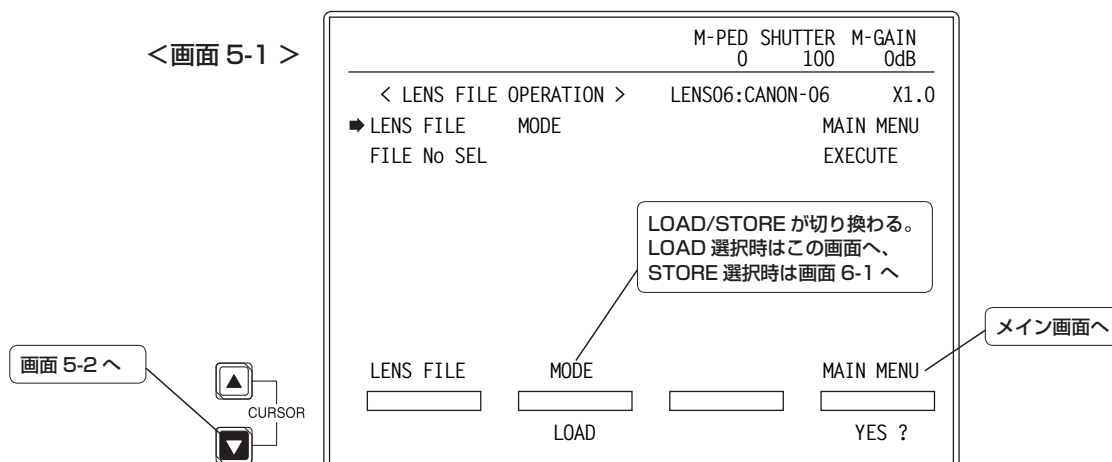 <画面 5-1 >
M-PED SHUTTER M-GAIN
0 100 0dB
< LENS FILE OPERATION > LENS06:CANON-06 X1.0
➡ LENS FILE MODE MAIN MENU
FILE No SEL EXECUTE
LOAD/STORE が切り換わる。
LOAD 選択時はこの画面へ、
STORE 選択時は画面 6-1 へ
メイン画面へ
画面 5-2 へ
LENS FILE MODE MAIN MENU
▲
CURSOR
▼
LOAD YES ?